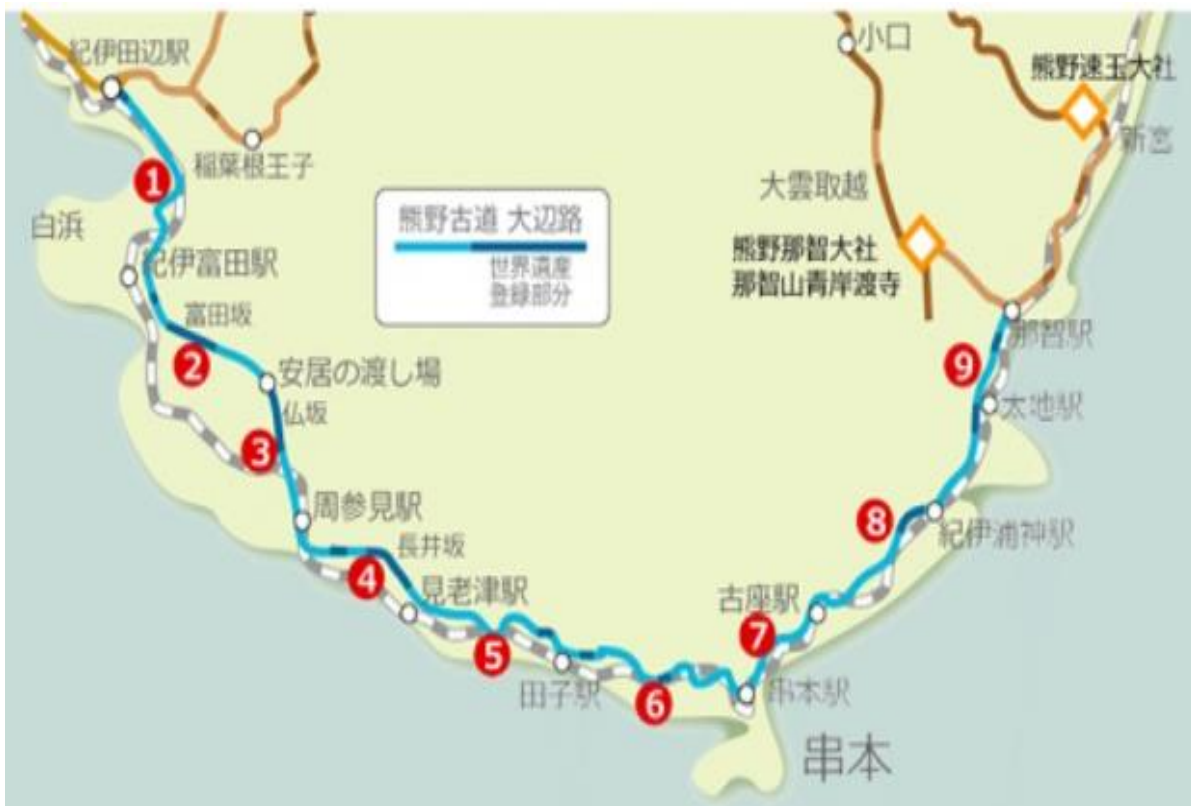 紀伊田辺駅
小口
熊野速玉大社
新宮
稲葉根王子
1
大雲取越
白浜
熊野古道 大辺路
世界遺産
登録部分
紀伊富田駅
熊野那智大社
那智山青岸渡寺
富田坂
那智駅
2
安居の渡し場
9
太地駅
仏坂
3
周参見駅
8
紀伊浦神駅
長井坂
4
見老津駅
古座駅
7
5
田子駅
6
串本駅
串本